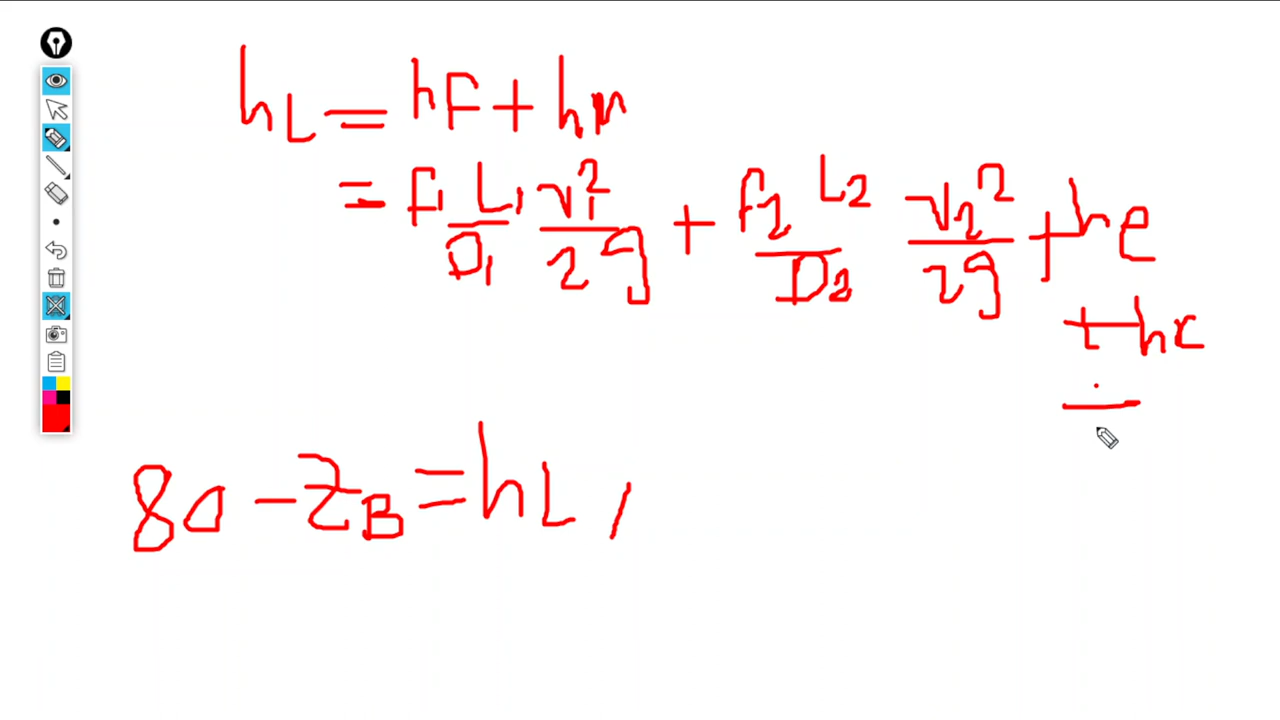 hL = hF + hm
= f1 L1/D1 v1²/2g + f2 L2/D2 v2²/2g + he
+ hc
80 - ZB = hL /